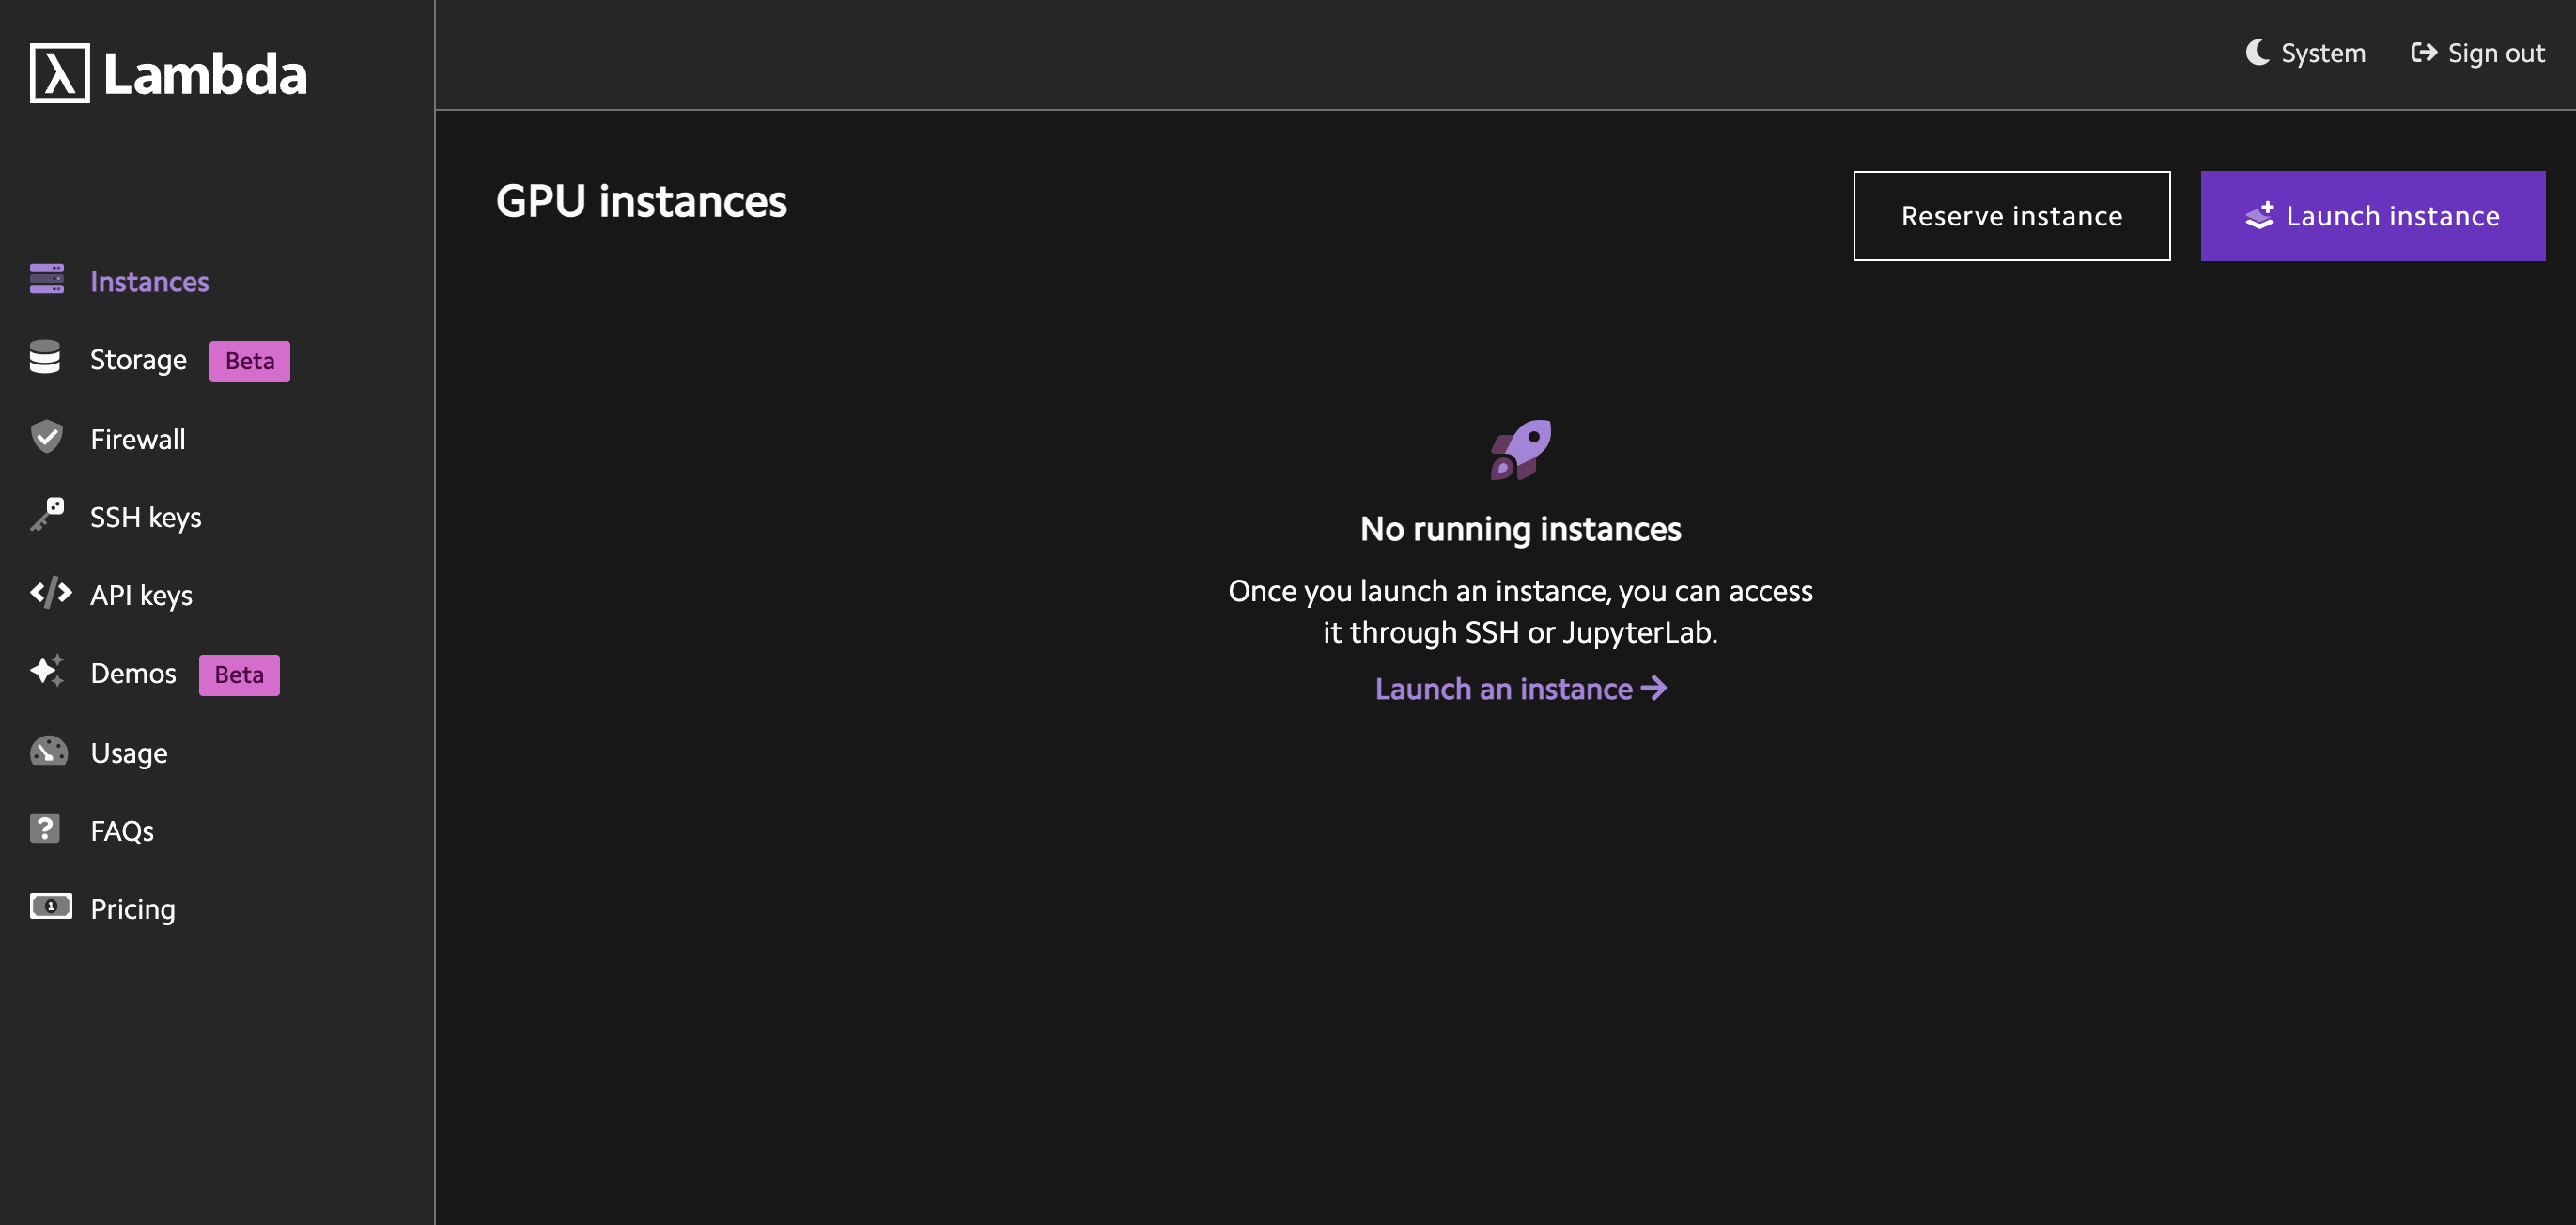 Lambda
System
Sign out
GPU instances
Reserve instance
Launch instance
Instances
Storage Beta
Firewall
SSH keys
API keys
Demos Beta
Usage
FAQs
Pricing
No running instances
Once you launch an instance, you can access
it through SSH or JupyterLab.
Launch an instance →